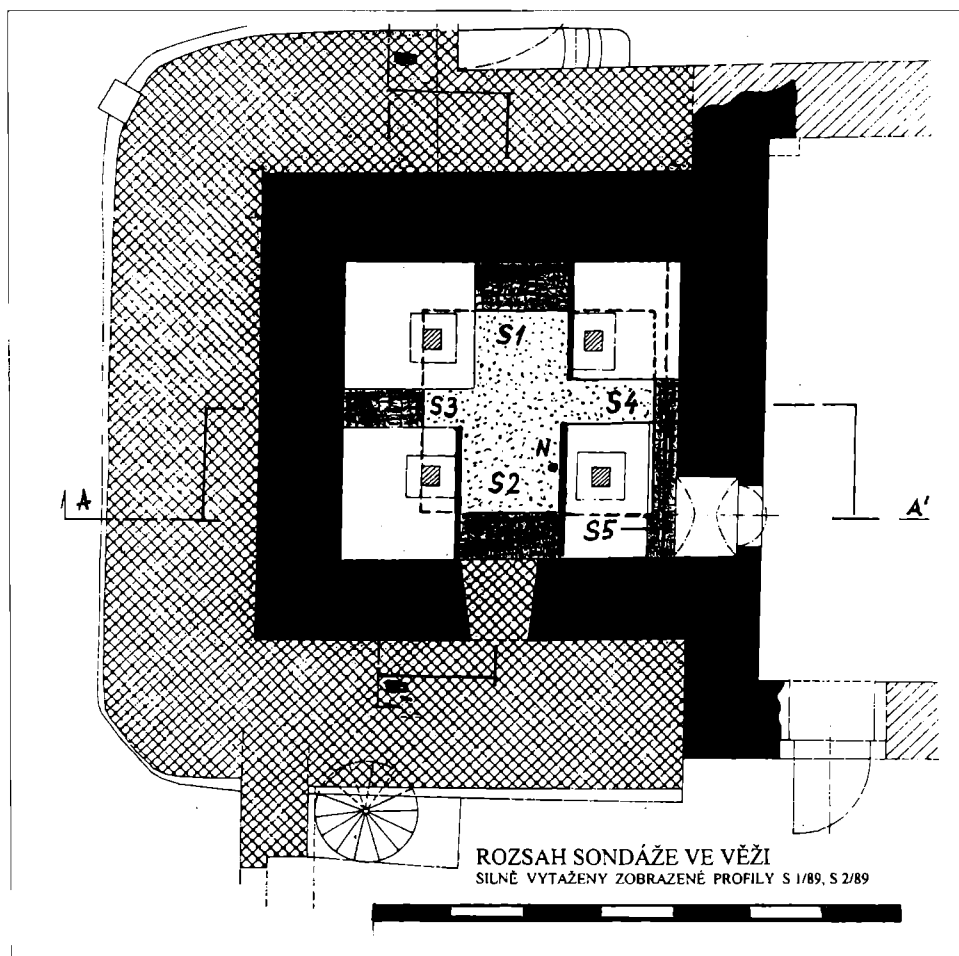 S1
S3
S4
N
S2
A
A'
S5
ROZSAH SONDÁŽE VE VĚŽI
SILNĚ VYTAŽENY ZOBRAZENÉ PROFILY S 1/89, S 2/89